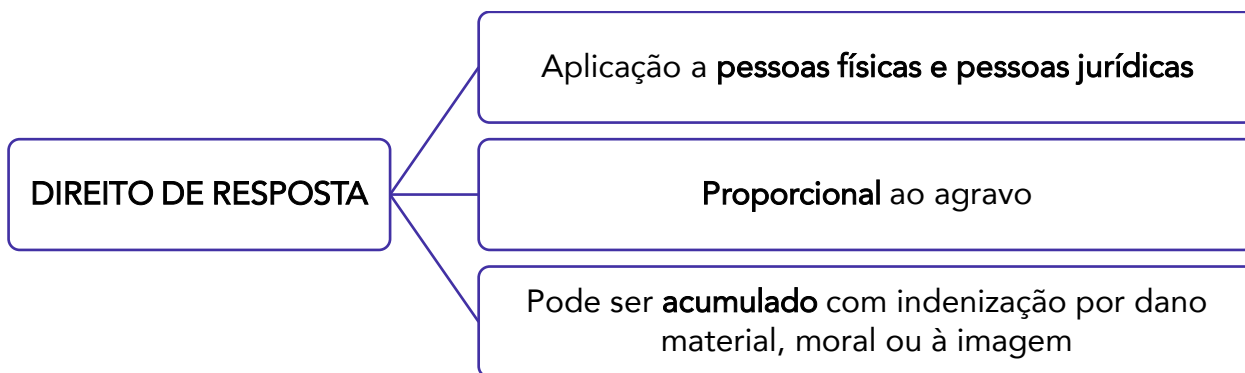 DIREITO DE RESPOSTA
Aplicação a pessoas físicas e pessoas jurídicas
Proporcional ao agravo
Pode ser acumulado com indenização por dano
material, moral ou à imagem